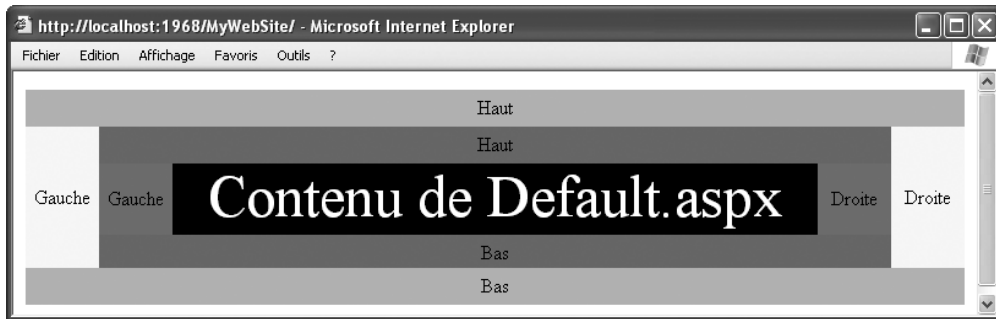 http://localhost:1968/MyWebSite/ - Microsoft Internet Explorer
Fichier Edition Affichage Favoris Outils ?
Haut
Haut
Gauche Gauche Contenu de Default.aspx Droite Droite
Bas
Bas